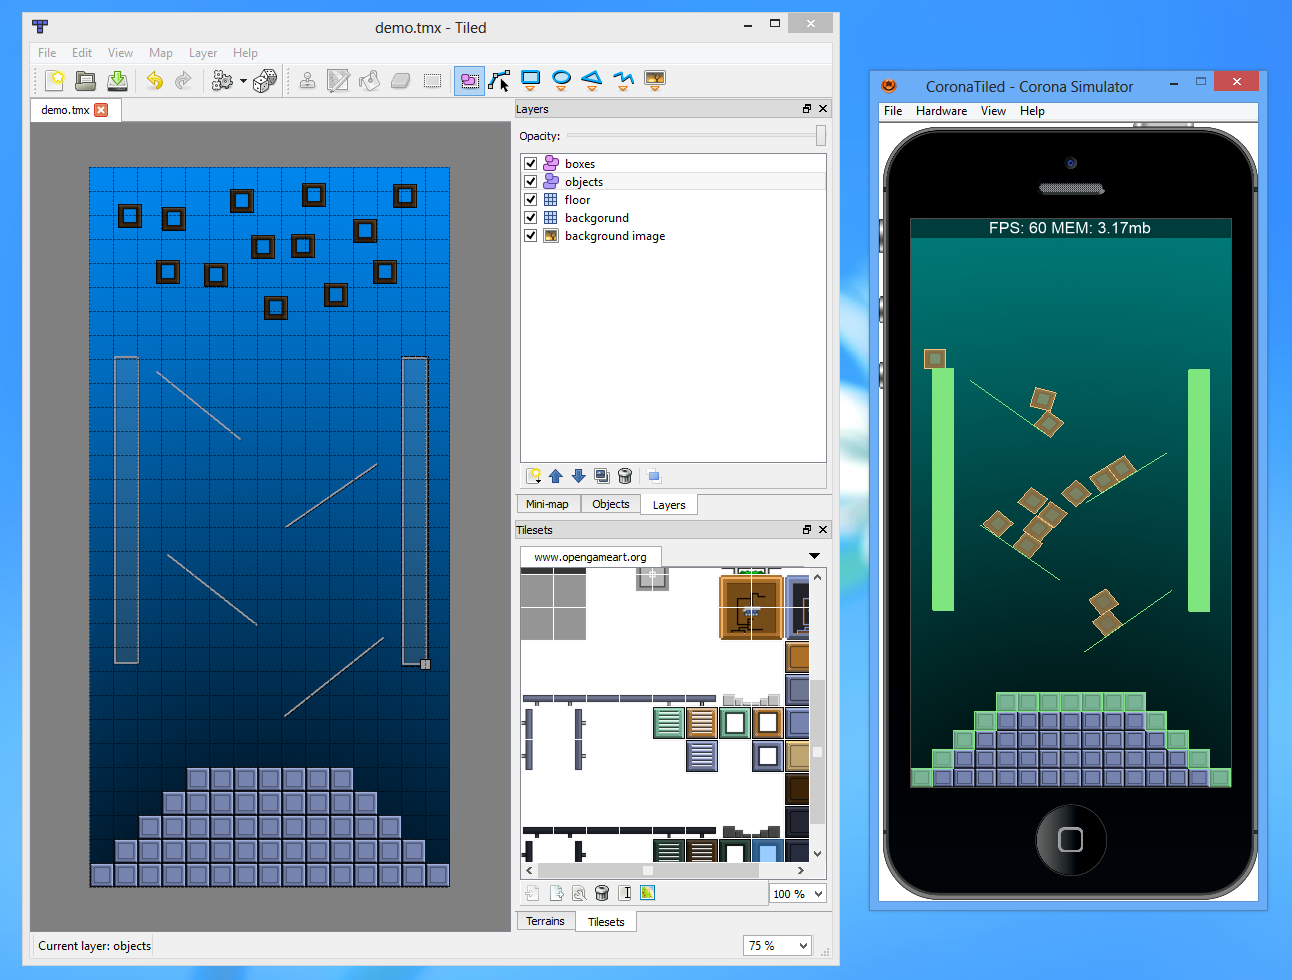 demo.tmx - Tiled
File Edit View Map Layer Help
demo.tmx
Layers
Opacity:
boxes
objects
floor
backgorund
background image
Mini-map Objects Layers
Tilesets
www.opengameart.org
100 %
Terrains Tilesets
Current layer: objects
75 %
CoronaTiled - Corona Simulator
File Hardware View Help
FPS: 60 MEM: 3.17mb